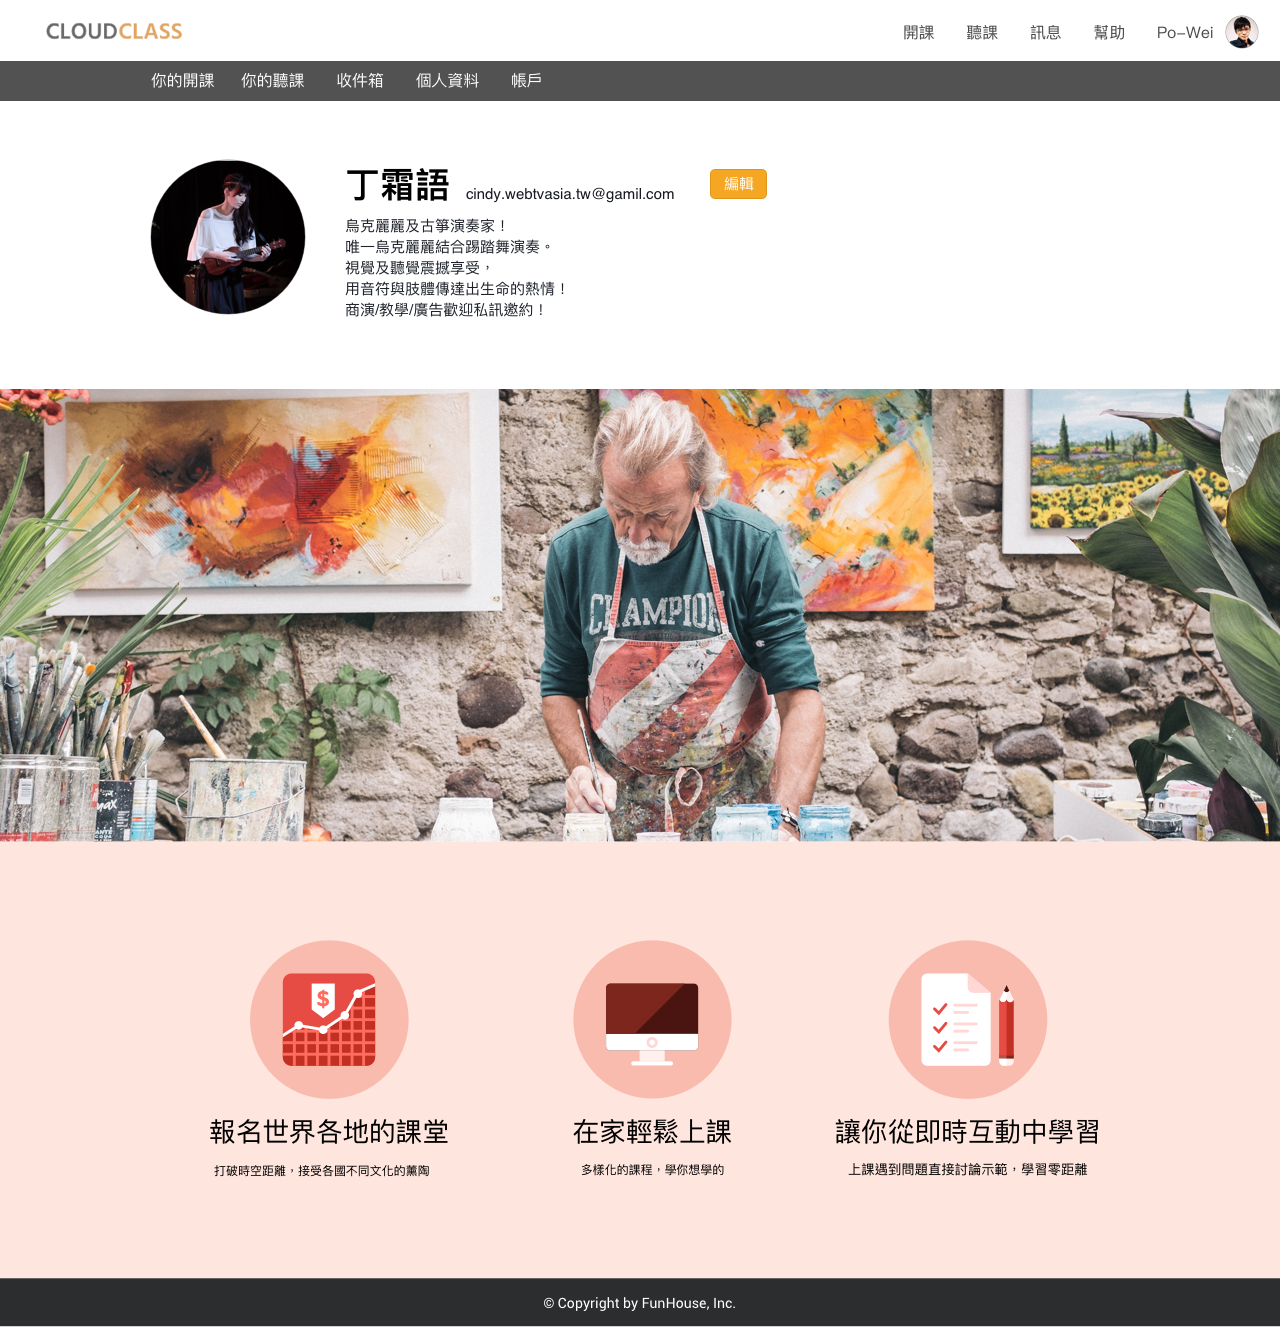 CLOUDCLASS
開課 聽課 訊息 幫助 Po-Wei
你的開課 你的聽課 收件箱 個人資料 帳戶
丁霜語 cindy.webtvasia.tw@gamil.com 編輯
烏克麗麗及古箏演奏家！
唯一烏克麗麗結合踢踏舞演奏。
視覺及聽覺震撼享受，
用音符與肢體傳達出生命的熱情！
商演/教學/廣告歡迎私訊邀約！
CHAMPION
max
$
報名世界各地的課堂
打破時空距離，接受各國不同文化的薰陶
在家輕鬆上課
多樣化的課程，學你想學的
讓你從即時互動中學習
上課遇到問題直接討論示範，學習零距離
© Copyright by FunHouse, Inc.